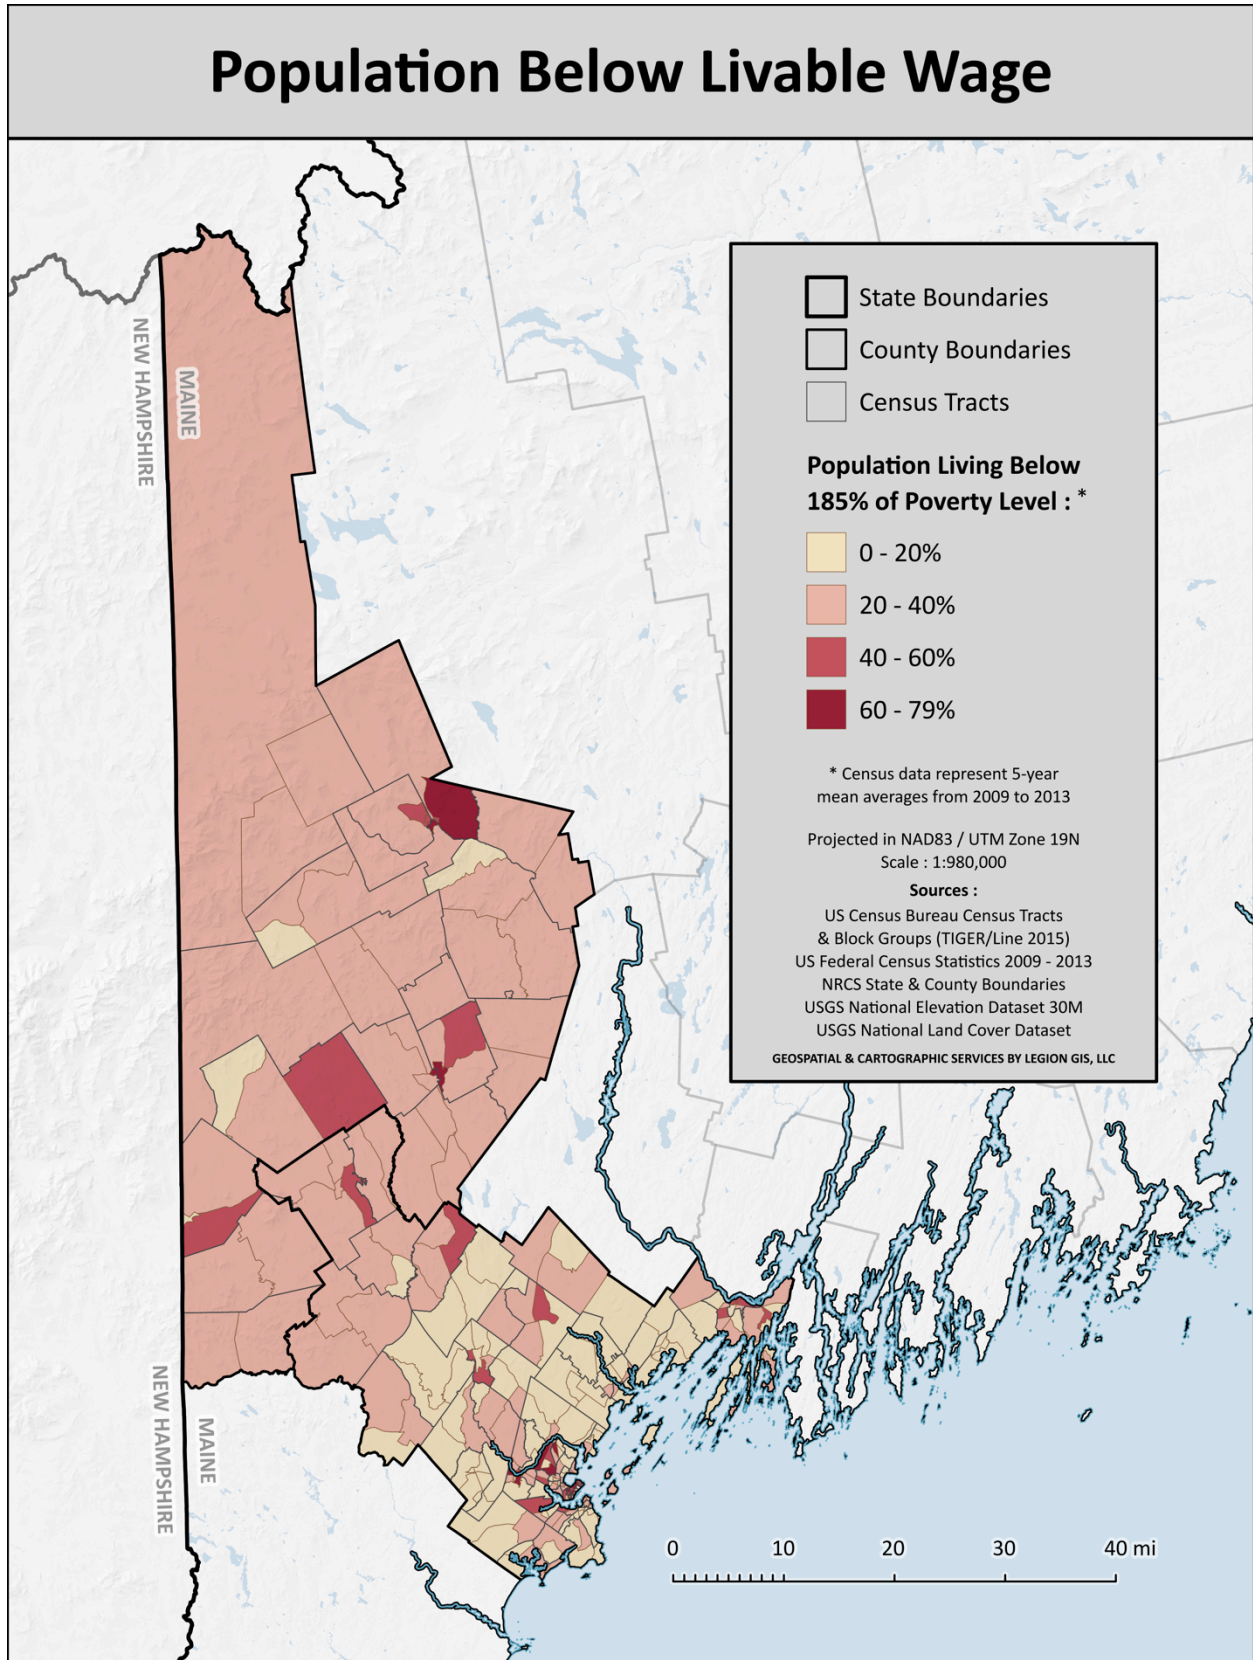 Population Below Livable Wage
NEW HAMPSHIRE
MAINE
State Boundaries
County Boundaries
Census Tracts
Population Living Below
185% of Poverty Level : *
0 - 20%
20 - 40%
40 - 60%
60 - 79%
* Census data represent 5-year
mean averages from 2009 to 2013
Projected in NAD83 / UTM Zone 19N
Scale : 1:980,000
Sources :
US Census Bureau Census Tracts
& Block Groups (TIGER/Line 2015)
US Federal Census Statistics 2009 - 2013
NRCS State & County Boundaries
USGS National Elevation Dataset 30M
USGS National Land Cover Dataset
GEOSPATIAL & CARTOGRAPHIC SERVICES BY LEGION GIS, LLC
NEW HAMPSHIRE
MAINE
0 10 20 30 40 mi